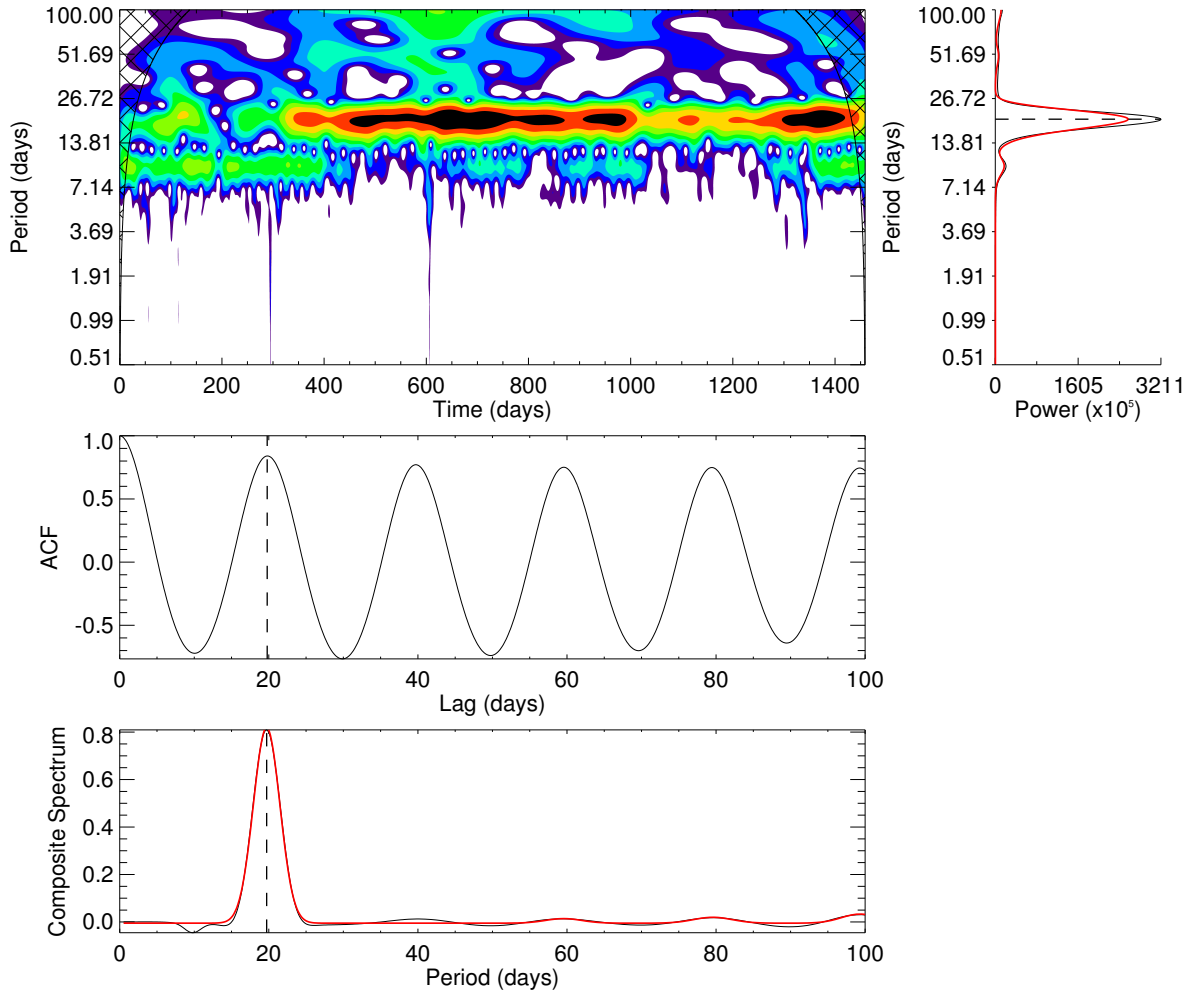 100.00
51.69
26.72
13.81
7.14
3.69
1.91
0.99
0.51
Period (days)
0 200 400 600 800 1000 1200 1400
Time (days)
100.00
51.69
26.72
13.81
7.14
3.69
1.91
0.99
0.51
Period (days)
0 1605 3211
Power (x10⁵)
1.0
0.5
0.0
-0.5
ACF
0 20 40 60 80 100
Lag (days)
0.8
0.6
0.4
0.2
0.0
Composite Spectrum
0 20 40 60 80 100
Period (days)